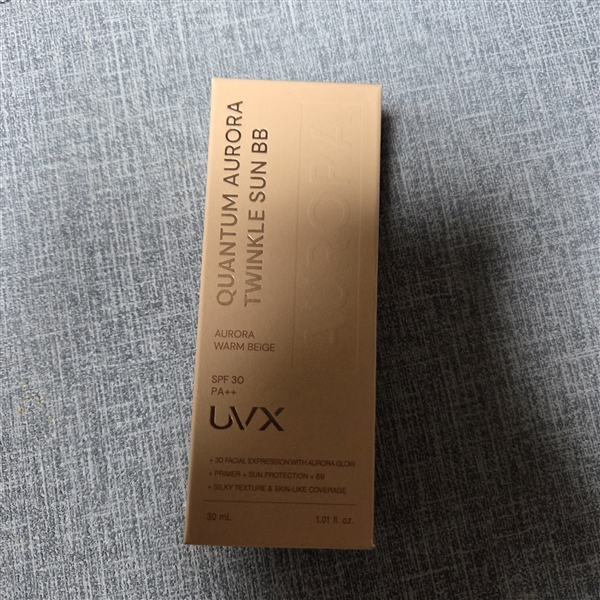 QUANTUM AURORA
TWINKLE SUN BB
AURORA
WARM BEIGE
SPF 30
PA++
UVX
+ 3D FACIAL EXPRESSION WITH AURORA GLOW
+ PRIMER + SUN PROTECTION + BB
+ SILKY TEXTURE & SKIN-LIKE COVERAGE
30 mL
1.01 fl. oz.
AURORA